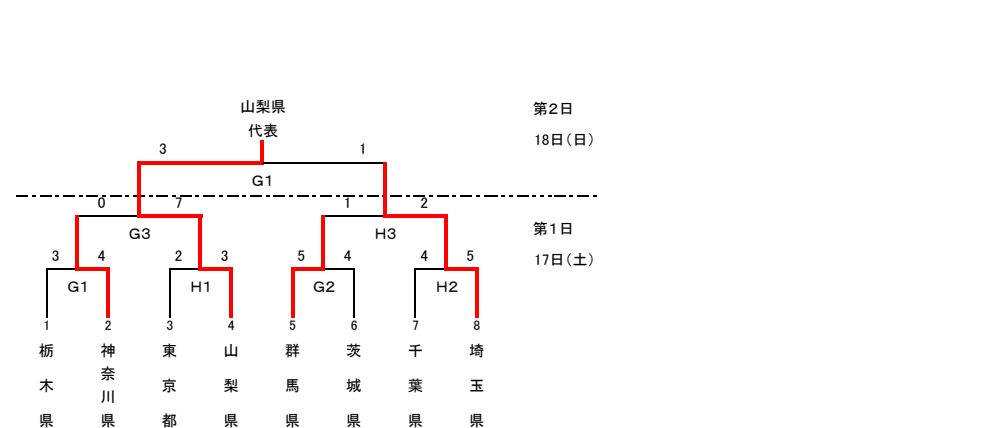 山梨県
代表
第2日
18日(日)
3 1
G1
0 7 1 2
G3 H3
第1日
17日(土)
3 4 2 3 5 4 4 5
G1 H1 G2 H2
1 2 3 4 5 6 7 8
栃木県
神奈川県
東京都
山梨県
群馬県
茨城県
千葉県
埼玉県